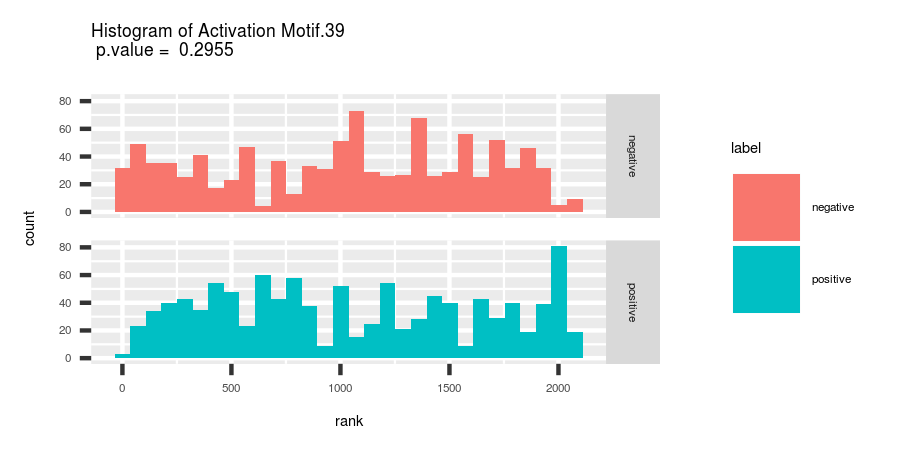 Histogram of Activation Motif.39
p.value = 0.2955
count
80
60
40
20
0
negative
80
60
40
20
0
positive
0 500 1000 1500 2000
rank
label
negative
positive